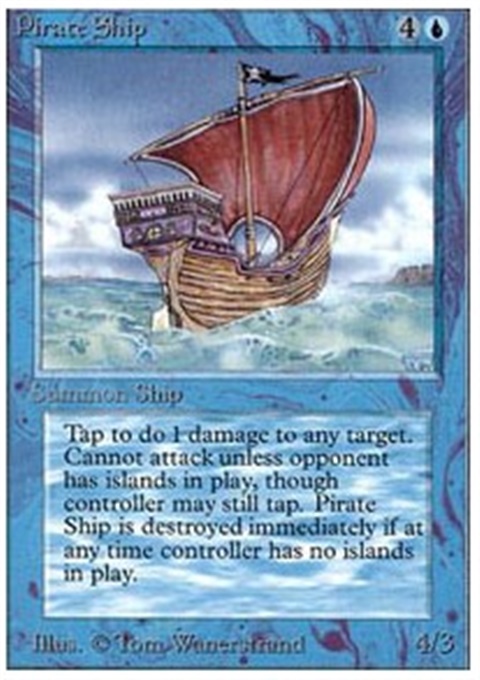 Pirate Ship 4
Summon Ship
Tap to do 1 damage to any target.
Cannot attack unless opponent
has islands in play, though
controller may still tap. Pirate
Ship is destroyed immediately if at
any time controller has no islands
in play.
Illus. © Tom Wanerstrand 4/3